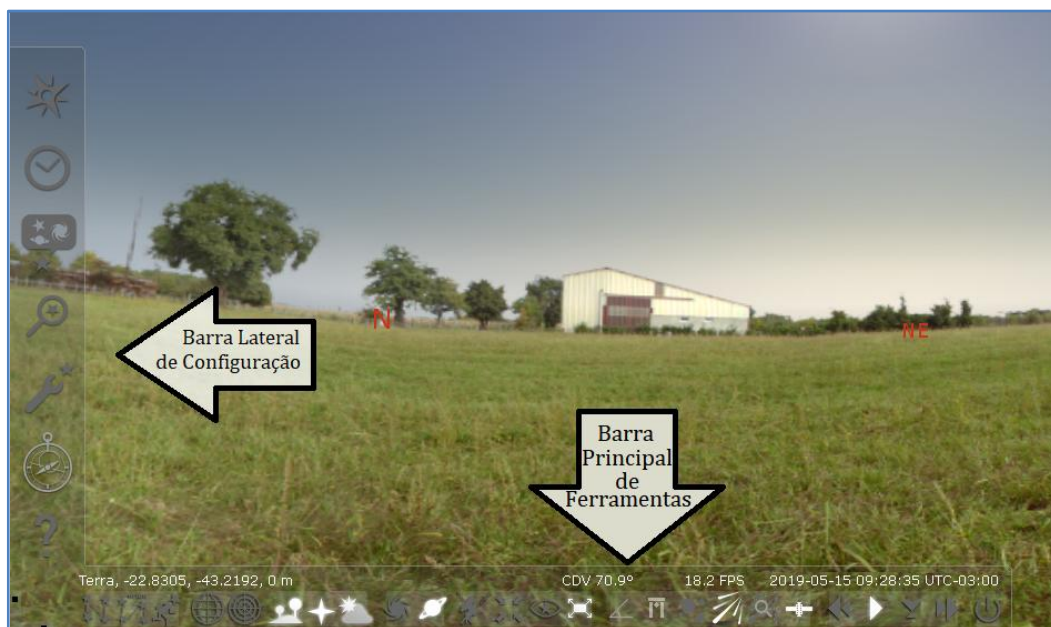 N
NE
Barra Lateral
de Configuração
Barra
Principal
de
Ferramentas
?
Terra, -22.8305, -43.2192, 0 m
CDV 70.9º
18.2 FPS
2019-05-15 09:28:35 UTC-03:00